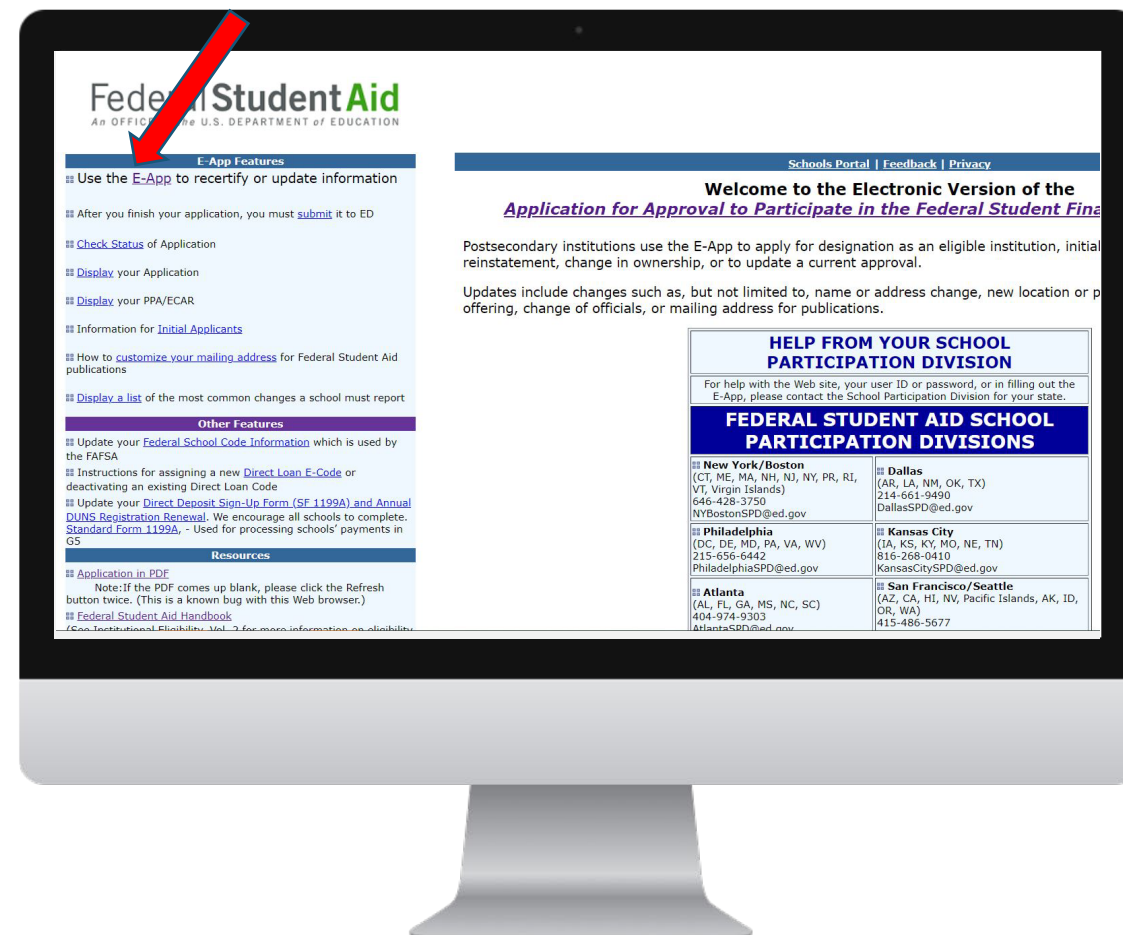 Federal Student Aid
An OFFICE of the U.S. DEPARTMENT of EDUCATION
E-App Features
Use the E-App to recertify or update information
After you finish your application, you must submit it to ED
Check Status of Application
Display your Application
Display your PPA/ECAR
Information for Initial Applicants
How to customize your mailing address for Federal Student Aid
publications
Display a list of the most common changes a school must report
Other Features
Update your Federal School Code Information which is used by
the FAFSA
Instructions for assigning a new Direct Loan E-Code or
deactivating an existing Direct Loan Code
Update your Direct Deposit Sign-Up Form (SF 1199A) and Annual
DUNS Registration Renewal. We encourage all schools to complete.
Standard Form 1199A, - Used for processing schools' payments in
G5
Resources
Application in PDF
Note:If the PDF comes up blank, please click the Refresh
button twice. (This is a known bug with this Web browser.)
Federal Student Aid Handbook
(See Institutional Eligibility, Vol. 2 for more information on eligibility
Schools Portal | Feedback | Privacy
Welcome to the Electronic Version of the
Application for Approval to Participate in the Federal Student Fina
Postsecondary institutions use the E-App to apply for designation as an eligible institution, initial
reinstatement, change in ownership, or to update a current approval.
Updates include changes such as, but not limited to, name or address change, new location or p
offering, change of officials, or mailing address for publications.
HELP FROM YOUR SCHOOL
PARTICIPATION DIVISION
For help with the Web site, your user ID or password, or in filling out the
E-App, please contact the School Participation Division for your state.
FEDERAL STUDENT AID SCHOOL
PARTICIPATION DIVISIONS
New York/Boston
(CT, ME, MA, NH, NJ, NY, PR, RI,
VT, Virgin Islands)
646-428-3750
NYBostonSPD@ed.gov
Dallas
(AR, LA, NM, OK, TX)
214-661-9490
DallasSPD@ed.gov
Philadelphia
(DC, DE, MD, PA, VA, WV)
215-656-6442
PhiladelphiaSPD@ed.gov
Kansas City
(IA, KS, KY, MO, NE, TN)
816-268-0410
KansasCitySPD@ed.gov
Atlanta
(AL, FL, GA, MS, NC, SC)
404-974-9303
AtlantaSPD@ed.gov
San Francisco/Seattle
(AZ, CA, HI, NV, Pacific Islands, AK, ID,
OR, WA)
415-486-5677